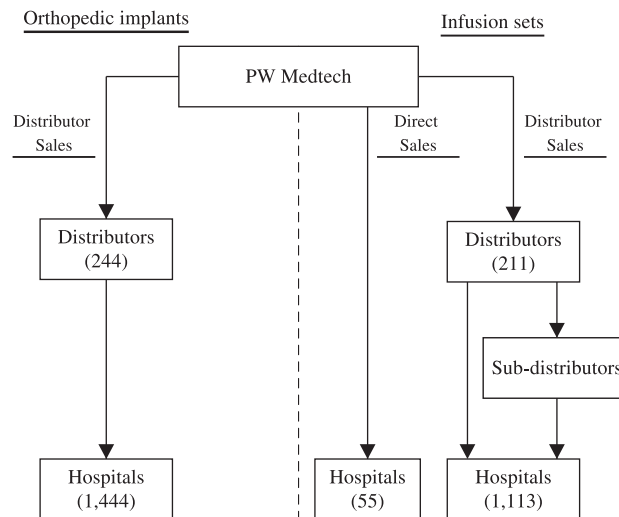 Orthopedic implants
Infusion sets
PW Medtech
Distributor
Sales
Direct
Sales
Distributor
Sales
Distributors
(244)
Distributors
(211)
Sub-distributors
Hospitals
(1,444)
Hospitals
(55)
Hospitals
(1,113)